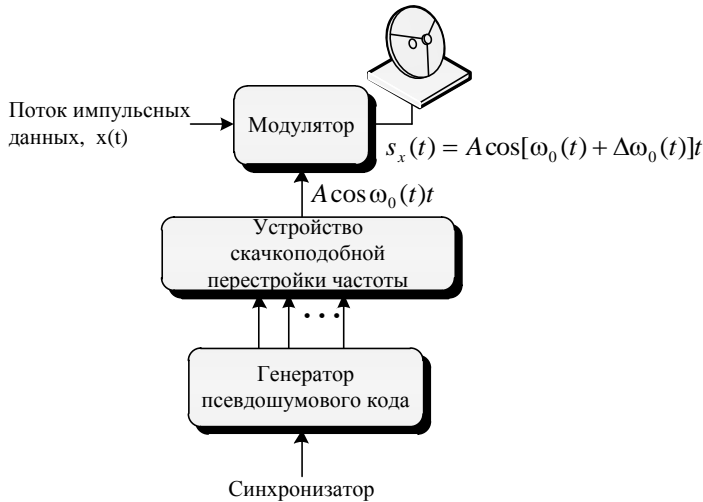 Поток импульсных
данных, x(t)
Модулятор
s_x(t) = A cos[ω_0(t) + Δω_0(t)]t
A cos ω_0(t)t
Устройство
скачкоподобной
перестройки частоты
...
Генератор
псевдошумового кода
Синхронизатор